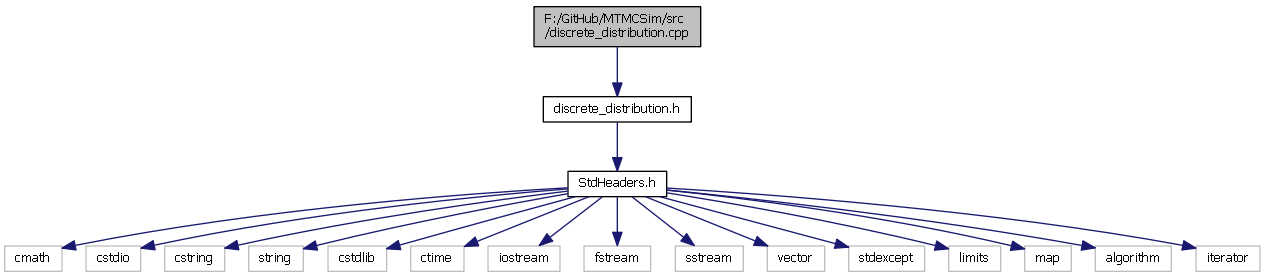 F:/GitHub/MTMCSim/src
/discrete_distribution.cpp
discrete_distribution.h
StdHeaders.h
cmath
cstdio
cstring
string
cstdlib
ctime
iostream
fstream
sstream
vector
stdexcept
limits
map
algorithm
iterator